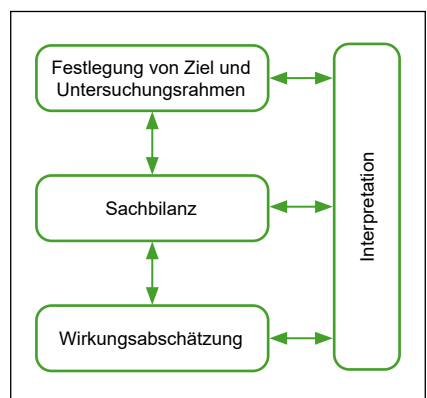 Festlegung von Ziel und
Untersuchungsrahmen
Sachbilanz
Wirkungsabschätzung
Interpretation